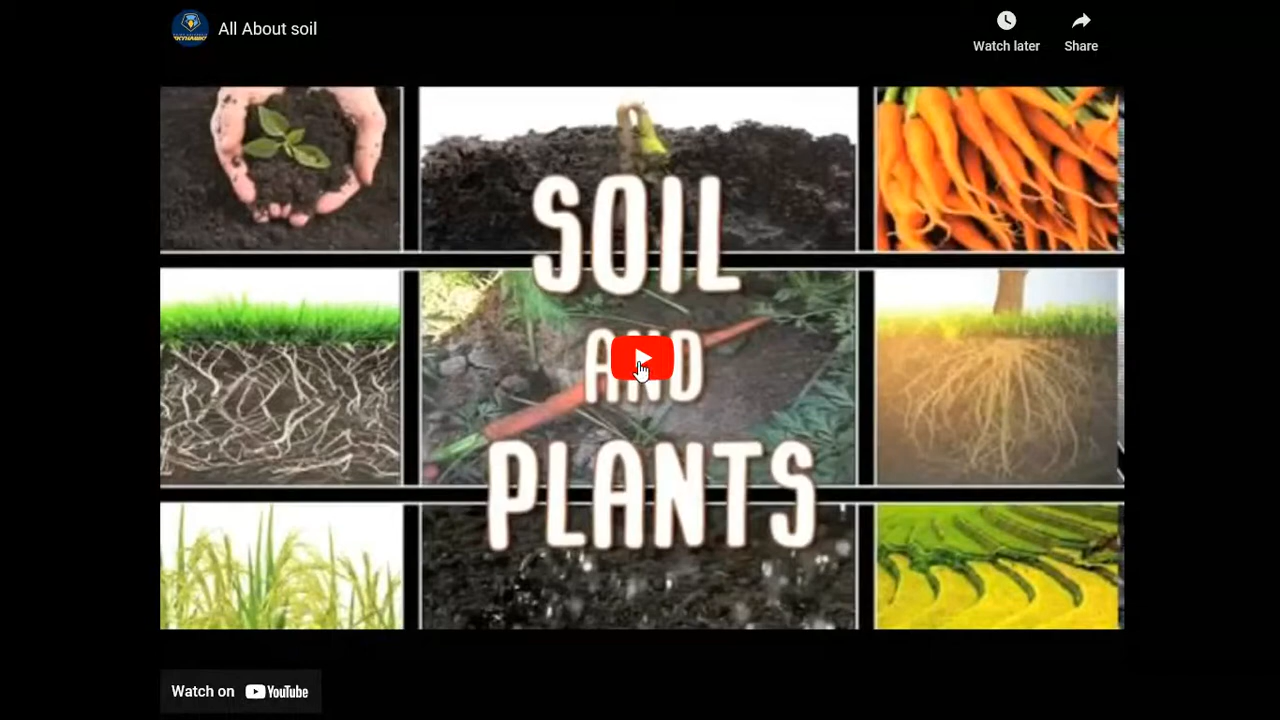 All About soil
Watch later
Share
SOIL
AND
PLANTS
Watch on YouTube